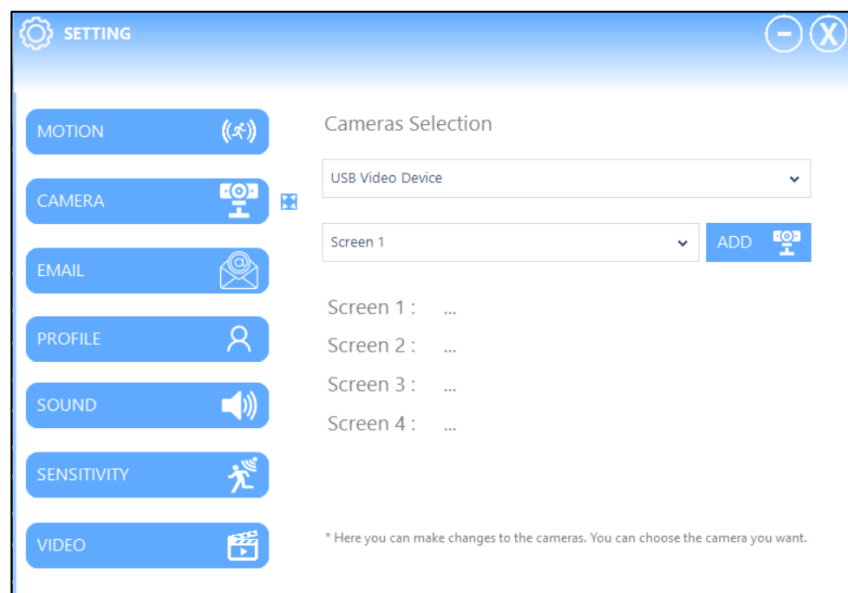 SETTING
MOTION
CAMERA
EMAIL
PROFILE
SOUND
SENSITIVITY
VIDEO
Cameras Selection
USB Video Device
Screen 1
ADD
Screen 1 : ...
Screen 2 : ...
Screen 3 : ...
Screen 4 : ...
* Here you can make changes to the cameras. You can choose the camera you want.